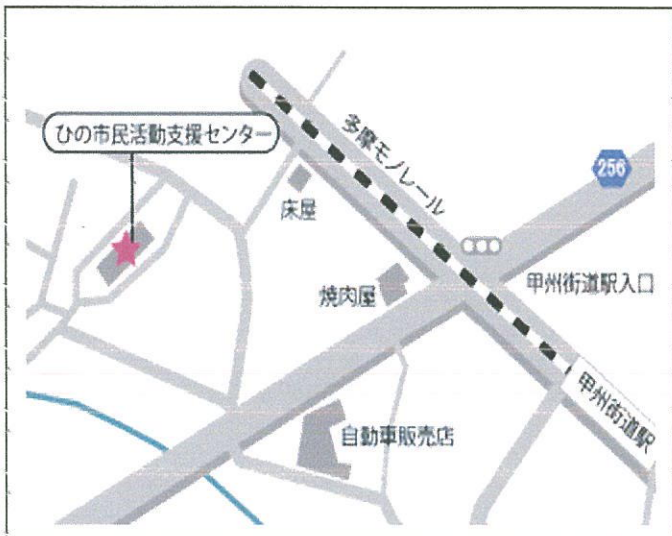 ひの市民活動支援センター
多摩モノレール
256
床屋
焼肉屋
甲州街道駅入口
甲州街道駅
自動車販売店